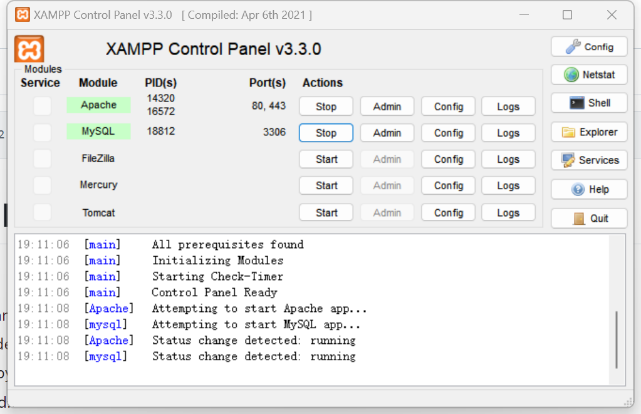 XAMPP Control Panel v3.3.0 [ Compiled: Apr 6th 2021 ]
XAMPP Control Panel v3.3.0
Config
Modules
Service Module PID(s) Port(s) Actions
Netstat
Apache 14320 16572 80, 443 Stop Admin Config Logs
Shell
MySQL 18812 3306 Stop Admin Config Logs
Explorer
FileZilla Start Admin Config Logs
Services
Mercury Start Admin Config Logs
Help
Tomcat Start Admin Config Logs
Quit
19:11:06 [main] All prerequisites found
19:11:06 [main] Initializing Modules
19:11:06 [main] Starting Check-Timer
19:11:06 [main] Control Panel Ready
19:11:08 [Apache] Attempting to start Apache app...
19:11:08 [mysql] Attempting to start MySQL app...
19:11:08 [Apache] Status change detected: running
19:11:08 [mysql] Status change detected: running